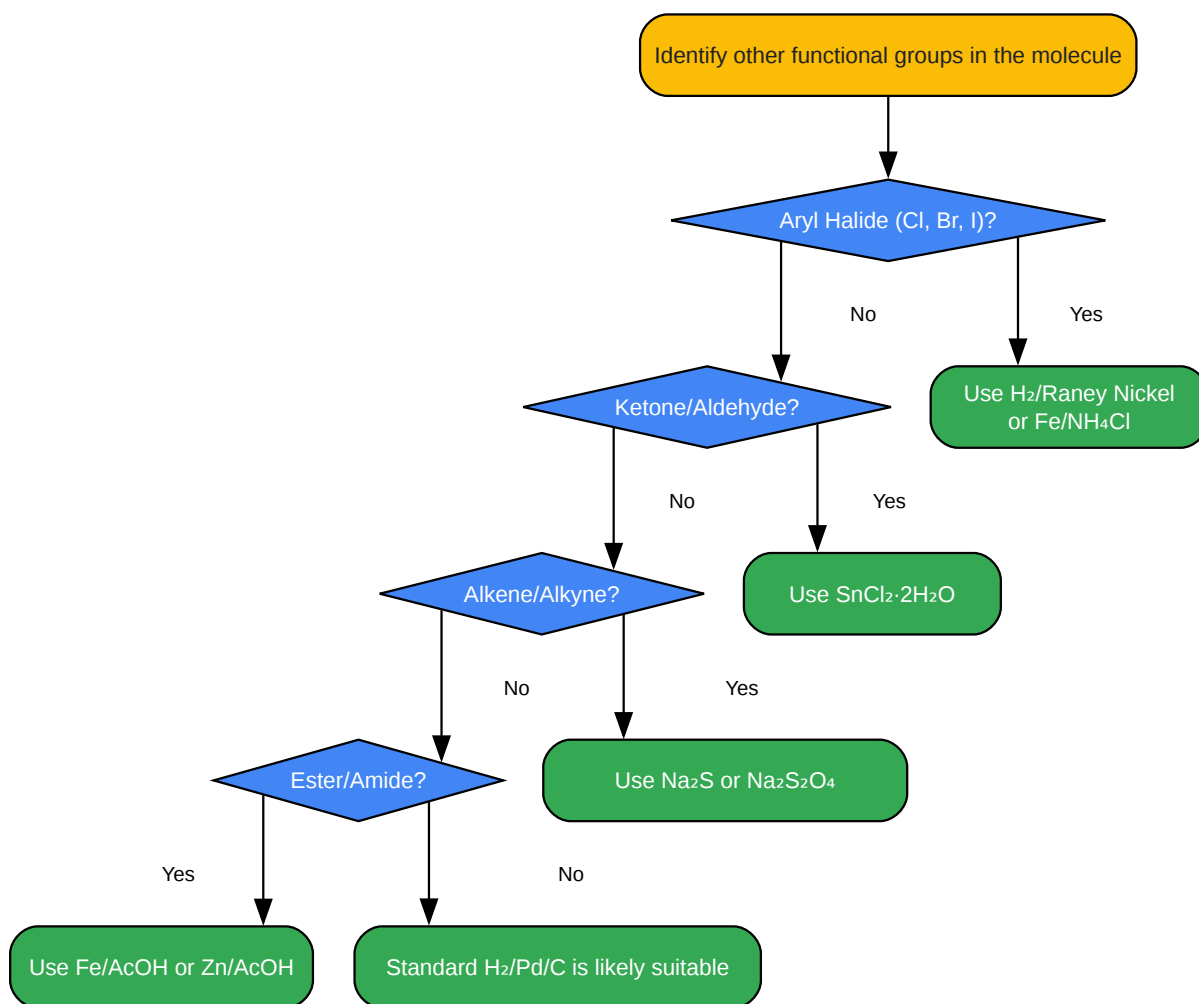 Identify other functional groups in the molecule
Aryl Halide (Cl, Br, I)?
No
Yes
Use H₂/Raney Nickel
or Fe/NH₄Cl
Ketone/Aldehyde?
No
Yes
Use SnCl₂·2H₂O
Alkene/Alkyne?
No
Yes
Use Na₂S or Na₂S₂O₄
Ester/Amide?
Yes
No
Use Fe/AcOH or Zn/AcOH
Standard H₂/Pd/C is likely suitable